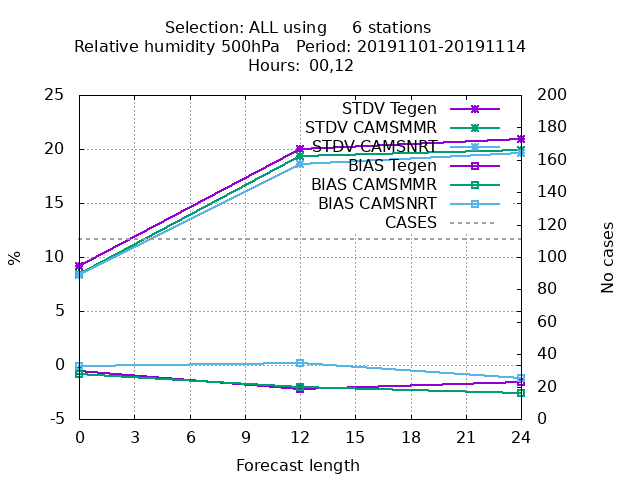 Selection: ALL using     6 stations
Relative humidity 500hPa   Period: 20191101-20191114
Hours: 00,12
25
20
15
10
5
0
-5
%
200
180
160
140
120
100
80
60
40
20
0
No cases
STDV Tegen
STDV CAMSMMR
STDV CAMSNRT
BIAS Tegen
BIAS CAMSMMR
BIAS CAMSNRT
CASES
0 3 6 9 12 15 18 21 24
Forecast length